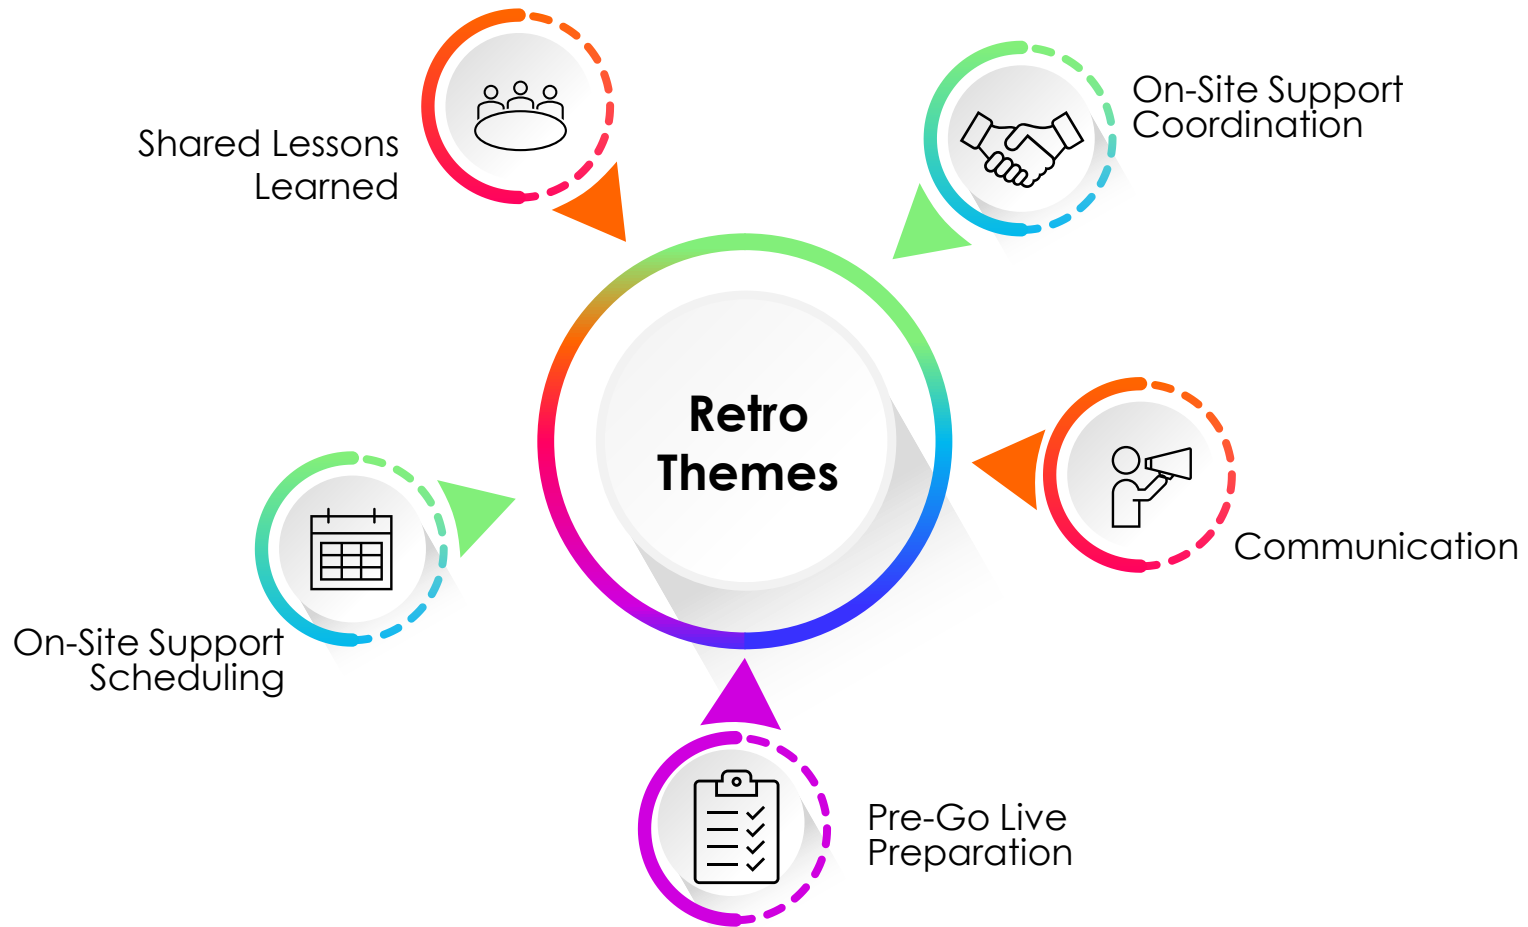 Shared Lessons
Learned
On-Site Support
Coordination
Retro
Themes
Communication
On-Site Support
Scheduling
Pre-Go Live
Preparation